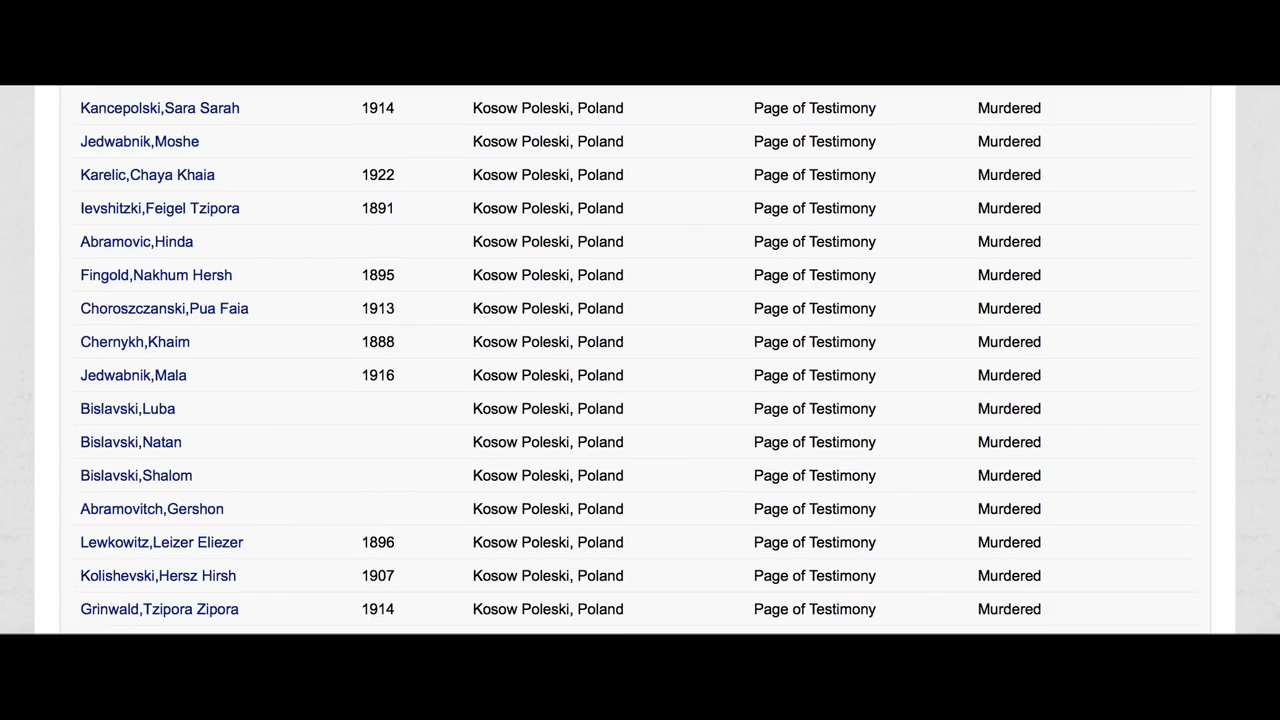 Kancepolski,Sara Sarah 1914 Kosow Poleski, Poland Page of Testimony Murdered
Jedwabnik,Moshe Kosow Poleski, Poland Page of Testimony Murdered
Karelic,Chaya Khaia 1922 Kosow Poleski, Poland Page of Testimony Murdered
Ievshitzki,Feigel Tzipora 1891 Kosow Poleski, Poland Page of Testimony Murdered
Abramovic,Hinda Kosow Poleski, Poland Page of Testimony Murdered
Fingold,Nakhum Hersh 1895 Kosow Poleski, Poland Page of Testimony Murdered
Choroszczanski,Pua Faia 1913 Kosow Poleski, Poland Page of Testimony Murdered
Chernykh,Khaim 1888 Kosow Poleski, Poland Page of Testimony Murdered
Jedwabnik,Mala 1916 Kosow Poleski, Poland Page of Testimony Murdered
Bislavski,Luba Kosow Poleski, Poland Page of Testimony Murdered
Bislavski,Natan Kosow Poleski, Poland Page of Testimony Murdered
Bislavski,Shalom Kosow Poleski, Poland Page of Testimony Murdered
Abramovitch,Gershon Kosow Poleski, Poland Page of Testimony Murdered
Lewkowitz,Leizer Eliezer 1896 Kosow Poleski, Poland Page of Testimony Murdered
Kolishevski,Hersz Hirsh 1907 Kosow Poleski, Poland Page of Testimony Murdered
Grinwald,Tzipora Zipora 1914 Kosow Poleski, Poland Page of Testimony Murdered